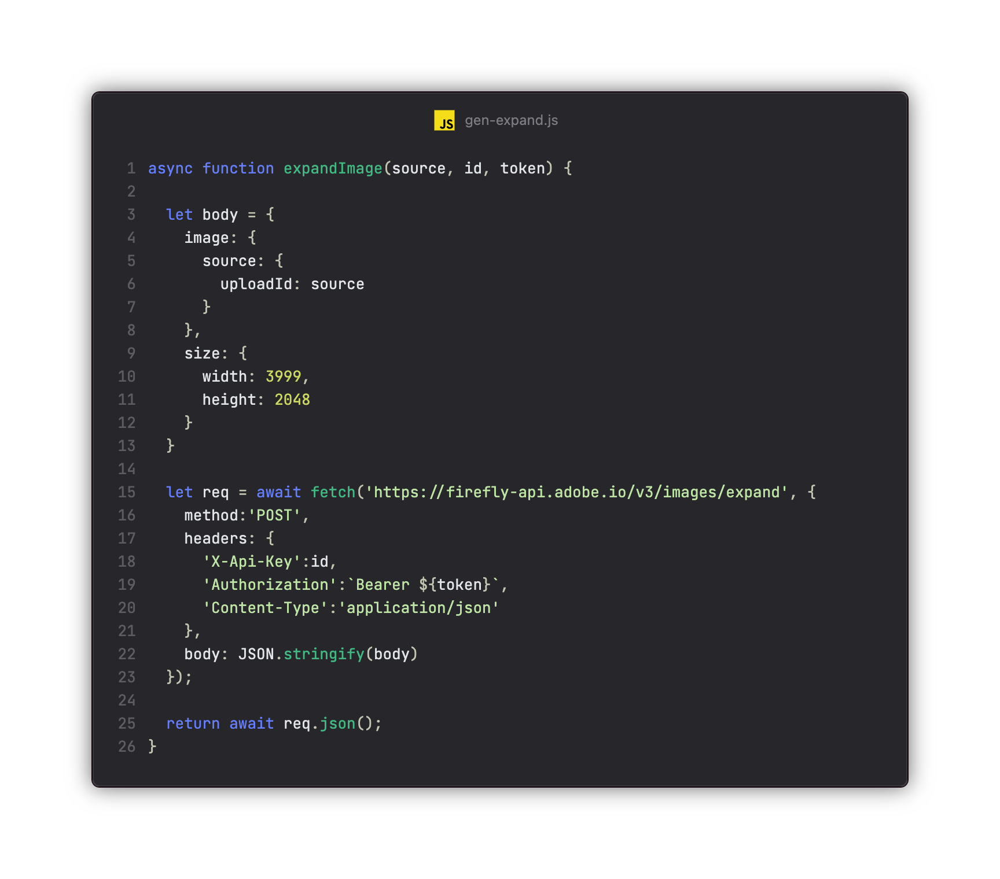 JS gen-expand.js
1 async function expandImage(source, id, token) {
2
3   let body = {
4     image: {
5       source: {
6         uploadId: source
7       }
8     },
9     size: {
10       width: 3999,
11       height: 2048
12     }
13   }
14
15   let req = await fetch('https://firefly-api.adobe.io/v3/images/expand', {
16     method:'POST',
17     headers: {
18       'X-Api-Key':id,
19       'Authorization':`Bearer ${token}`,
20       'Content-Type':'application/json'
21     },
22     body: JSON.stringify(body)
23   });
24
25   return await req.json();
26 }